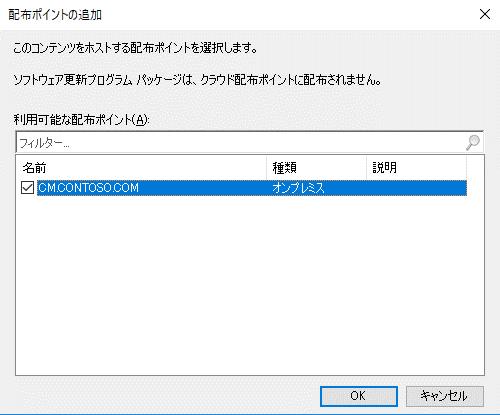 配布ポイントの追加
このコンテンツをホストする配布ポイントを選択します。
ソフトウェア更新プログラム パッケージは、クラウド配布ポイントに配布されません。
利用可能な配布ポイント(A):
フィルター...
名前 種類 説明
CM.CONTOSO.COM オンプレミス
OK キャンセル